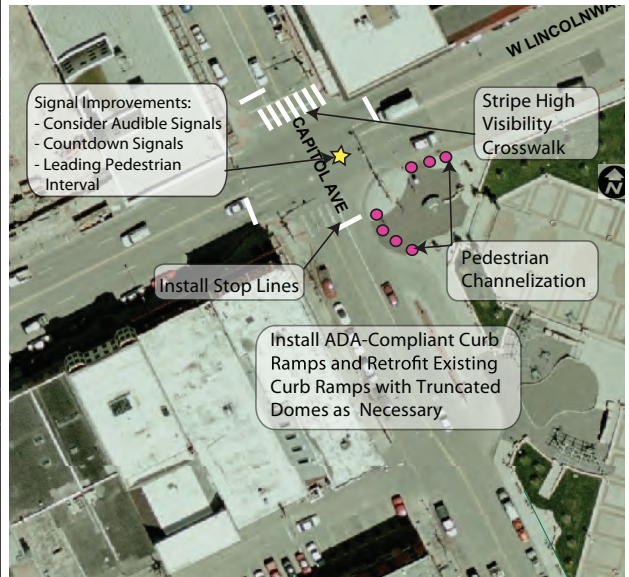 W LINCOLNWA
Signal Improvements:
- Consider Audible Signals
- Countdown Signals
- Leading Pedestrian
Interval
Stripe High
Visibility
Crosswalk
CAPITOL AVE
N
Install Stop Lines
Pedestrian
Channelization
Install ADA-Compliant Curb
Ramps and Retrofit Existing
Curb Ramps with Truncated
Domes as Necessary